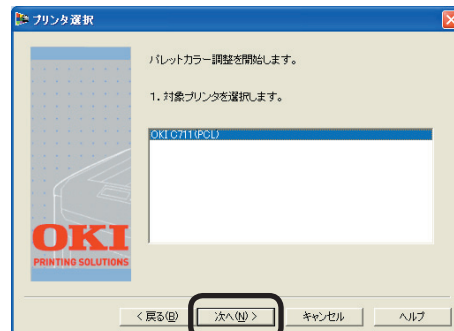 プリンタ選択
パレットカラー調整を開始します。
1. 対象プリンタを選択します。
OKI C711(PCL)
OKI
PRINTING SOLUTIONS
< 戻る(B)
次へ(N) >
キャンセル
ヘルプ